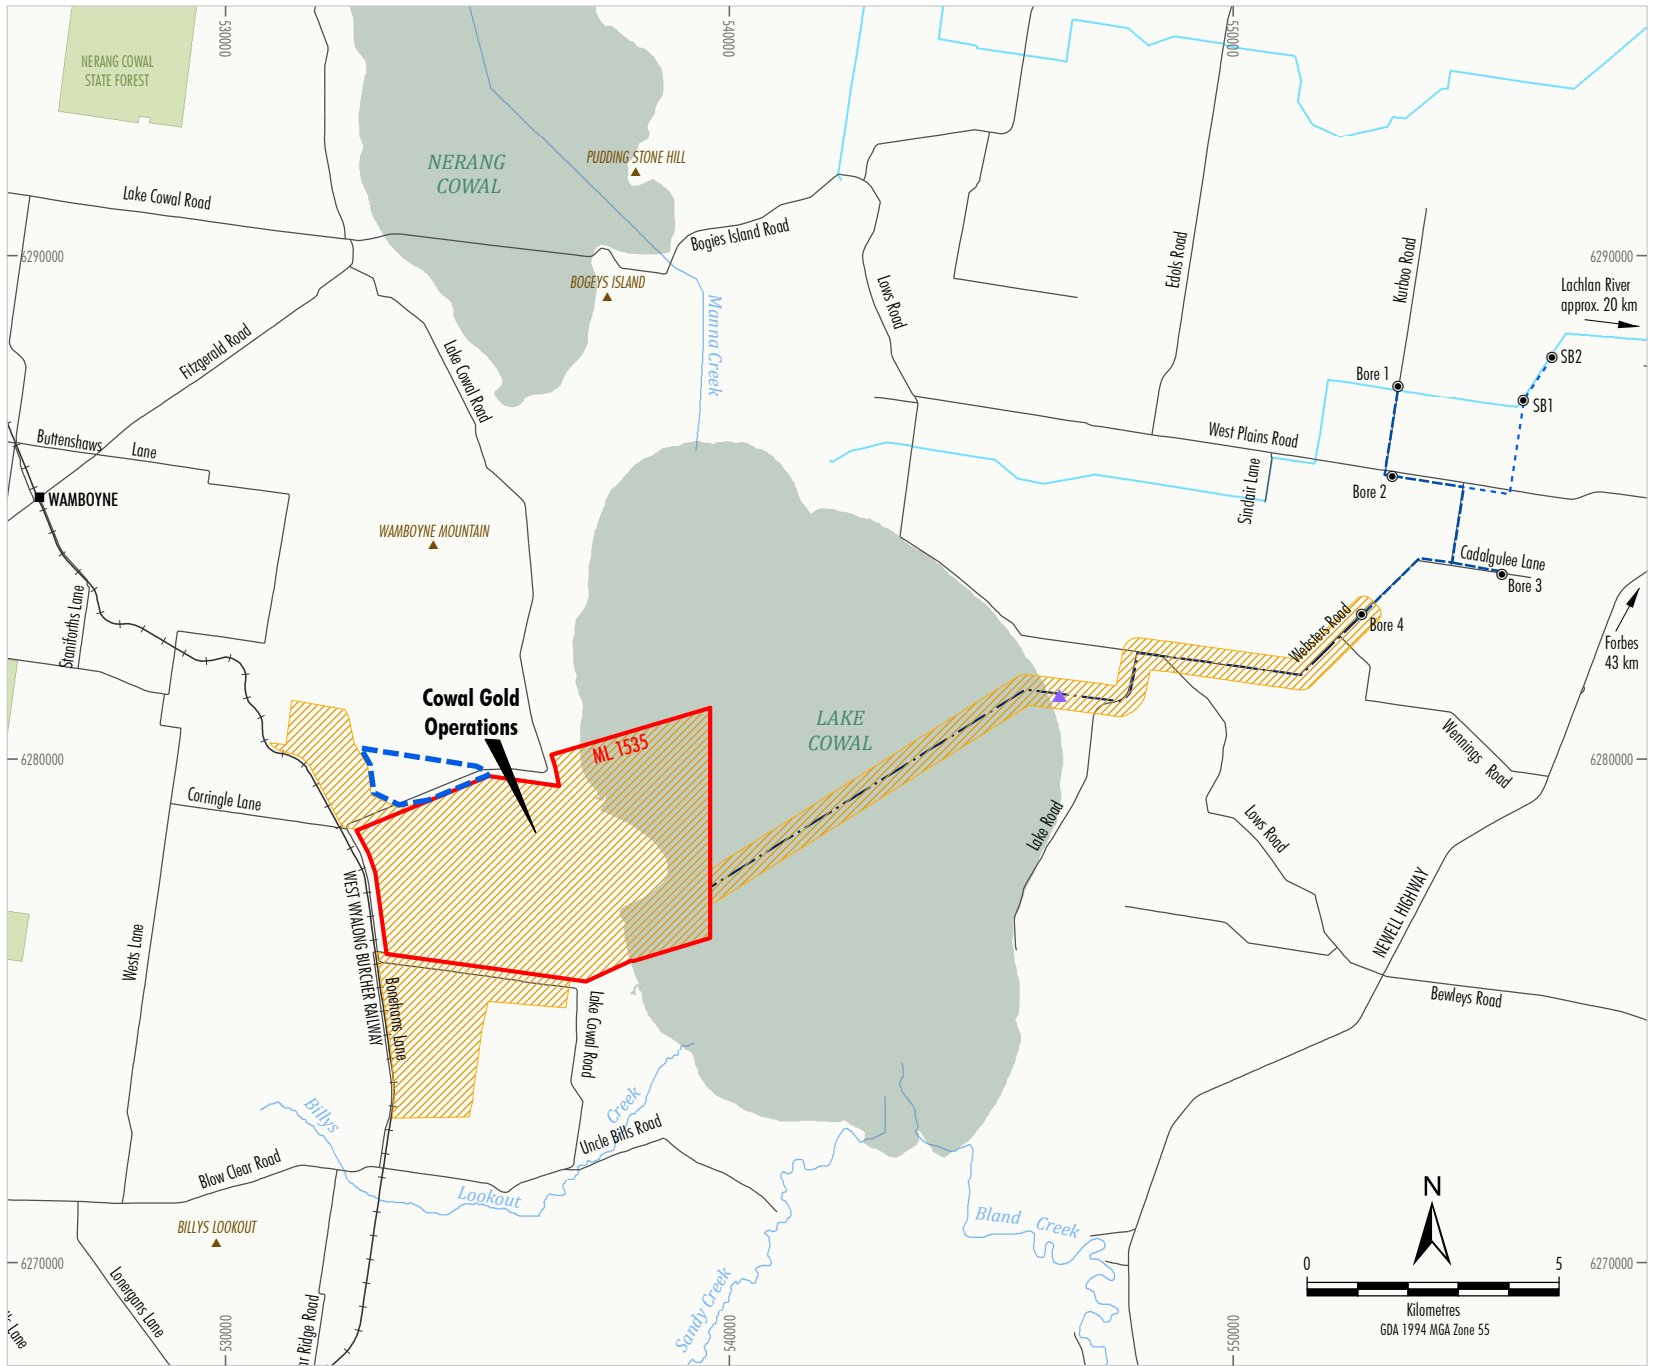 530000
540000
550000
NERANG COWAL
STATE FOREST
NERANG
COWAL
PUDDING STONE HILL
Lake Cowal Road
Bogies Island Road
6290000
6290000
Edols Road
Kurboo Road
Lachlan River
approx. 20 km
BOGEYS ISLAND
Manna Creek
Lows Road
Fitzgerald Road
Lake Cowal Road
SB2
Bore 1
SB1
West Plains Road
Buttenshaws Lane
Sinclair Lane
Bore 2
WAMBOYNE
WAMBOYNE MOUNTAIN
Cadalgulee Lane
Bore 3
Staniforths Lane
Websters Road
Bore 4
Forbes
43 km
Cowal Gold
Operations
LAKE
COWAL
ML 1535
Wennings Road
6280000
6280000
Corringle Lane
Lake Road
Lows Road
WEST WYALONG BURCHER RAILWAY
NEWELL HIGHWAY
Wests Lane
Bonehams Lane
Lake Cowal Road
Bewleys Road
Billys
Creek
Uncle Bills Road
Blow Clear Road
Lookout
BILLYS LOOKOUT
Bland Creek
N
6270000
6270000
0
5
Kilometres
GDA 1994 MGA Zone 55
Lonergans Lane
Sandy Creek
Ridge Road
Lane
530000
540000
550000